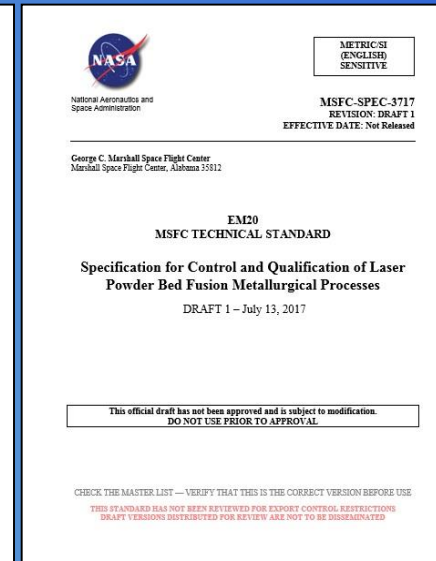 METRIC/SI
(ENGLISH)
SENSITIVE
NASA
National Aeronautics and
Space Administration
MSFC-SPEC-3717
REVISION: DRAFT 1
EFFECTIVE DATE: Not Released
George C. Marshall Space Flight Center
Marshall Space Flight Center, Alabama 35812
EM20
MSFC TECHNICAL STANDARD
Specification for Control and Qualification of Laser
Powder Bed Fusion Metallurgical Processes
DRAFT 1 – July 13, 2017
This official draft has not been approved and is subject to modification.
DO NOT USE PRIOR TO APPROVAL
CHECK THE MASTER LIST — VERIFY THAT THIS IS THE CORRECT VERSION BEFORE USE
THIS STANDARD HAS NOT BEEN REVIEWED FOR EXPORT CONTROL RESTRICTIONS
DRAFT VERSIONS DISTRIBUTED FOR REVIEW ARE NOT TO BE DISSEMINATED